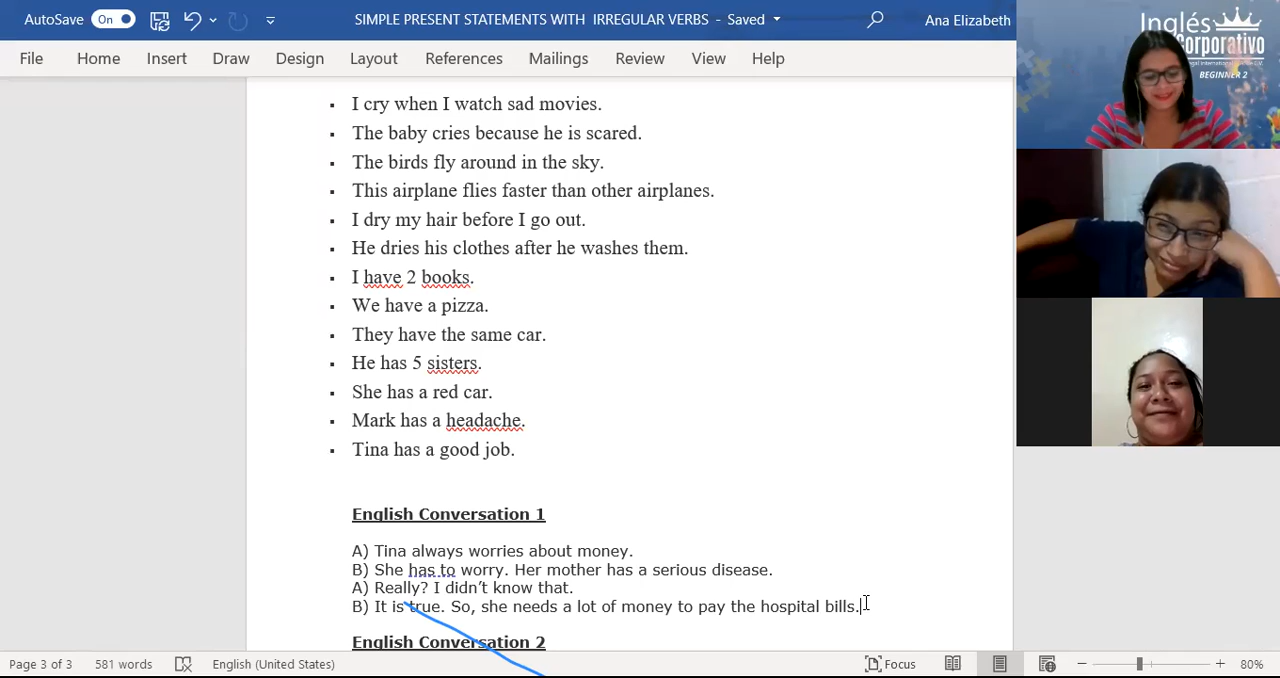 AutoSave On SIMPLE PRESENT STATEMENTS WITH IRREGULAR VERBS - Saved Ana Elizabeth
File Home Insert Draw Design Layout References Mailings Review View Help
Inglés
Corporativo
BEGINNER 2
▪ I cry when I watch sad movies.
▪ The baby cries because he is scared.
▪ The birds fly around in the sky.
▪ This airplane flies faster than other airplanes.
▪ I dry my hair before I go out.
▪ He dries his clothes after he washes them.
▪ I have 2 books.
▪ We have a pizza.
▪ They have the same car.
▪ He has 5 sisters.
▪ She has a red car.
▪ Mark has a headache.
▪ Tina has a good job.
English Conversation 1
A) Tina always worries about money.
B) She has to worry. Her mother has a serious disease.
A) Really? I didn’t know that.
B) It is true. So, she needs a lot of money to pay the hospital bills.
English Conversation 2
Page 3 of 3 581 words English (United States) Focus 80%